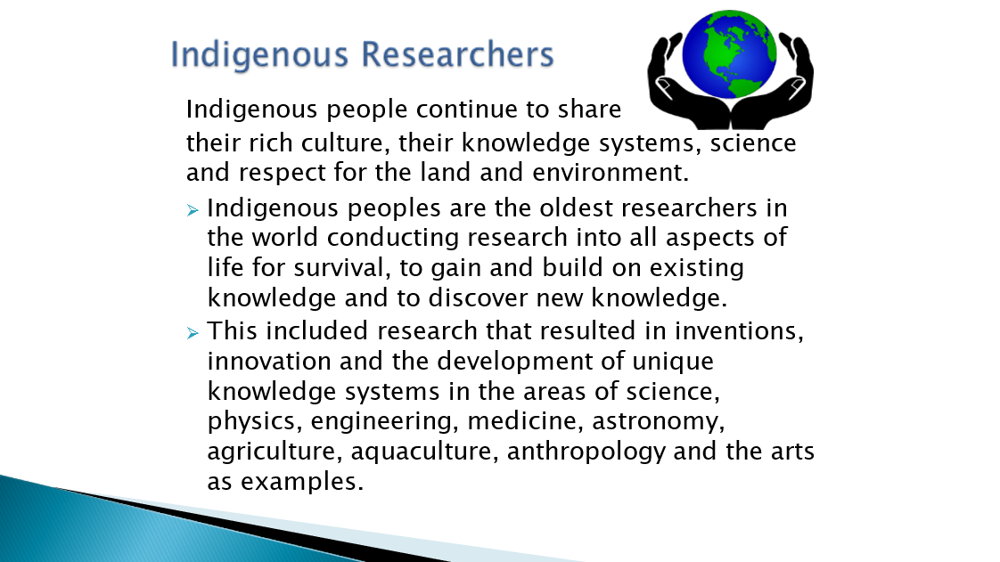 Indigenous Researchers
Indigenous people continue to share
their rich culture, their knowledge systems, science
and respect for the land and environment.
Indigenous peoples are the oldest researchers in
the world conducting research into all aspects of
life for survival, to gain and build on existing
knowledge and to discover new knowledge.
This included research that resulted in inventions,
innovation and the development of unique
knowledge systems in the areas of science,
physics, engineering, medicine, astronomy,
agriculture, aquaculture, anthropology and the arts
as examples.